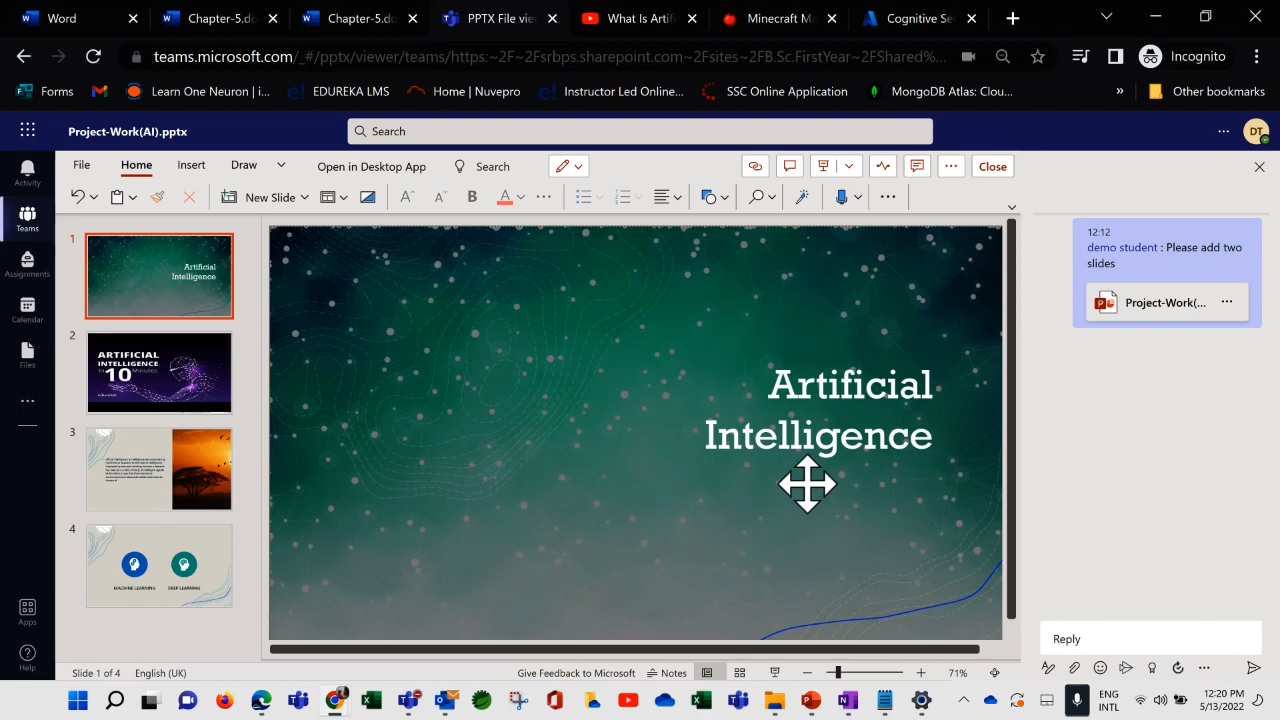 Word
Chapter-5.do
Chapter-5.do
PPTX File vie
What Is Artifi
Minecraft Ma
Cognitive Se
teams.microsoft.com/_#/pptx/viewer/teams/https:~2F~2Fsrbps.sharepoint.com~2Fsites~2FB.Sc.FirstYear~2FShared%...
Incognito
Forms
Learn One Neuron | i...
EDUREKA LMS
Home | Nuvepro
Instructor Led Online...
SSC Online Application
MongoDB Atlas: Clou...
»
Other bookmarks
Project-Work(AI).pptx
Search
DT
File
Home
Insert
Draw
Open in Desktop App
Search
Close
New Slide
Activity
Teams
Assignments
Calendar
Files
Apps
Help
1
Artificial
Intelligence
2
ARTIFICIAL
INTELLIGENCE
In 10 Minutes
edureka!
3
4
MACHINE LEARNING
DEEP LEARNING
Artificial
Intelligence
12:12
demo student : Please add two
slides
Project-Work(...
Reply
Slide 1 of 4
English (UK)
Give Feedback to Microsoft
Notes
71%
ENG
INTL
12:20 PM
5/13/2022